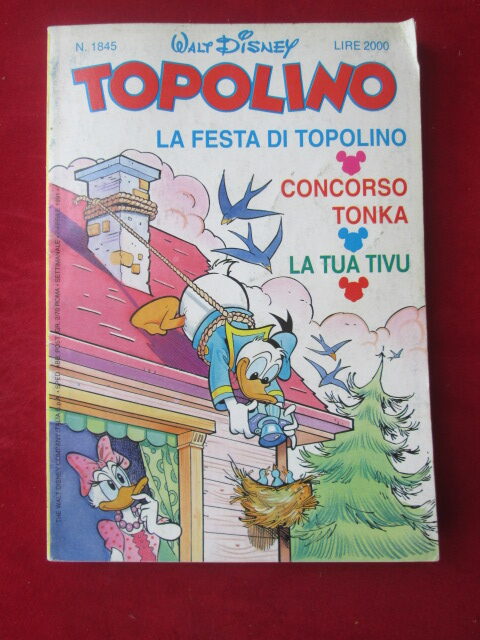 N. 1845
WALT DISNEY
LIRE 2000
TOPOLINO
LA FESTA DI TOPOLINO
CONCORSO
TONKA
LA TUA TIVU